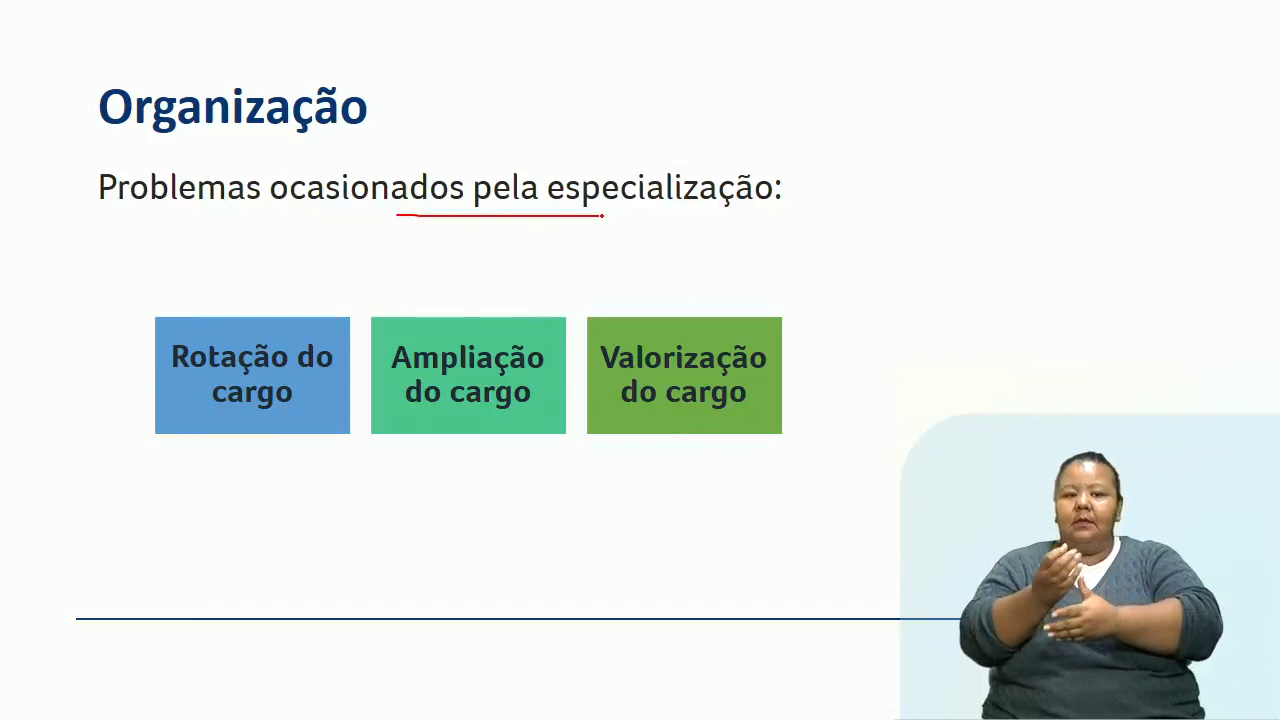 Organização
Problemas ocasionados pela especialização:
Rotação do
cargo
Ampliação
do cargo
Valorização
do cargo